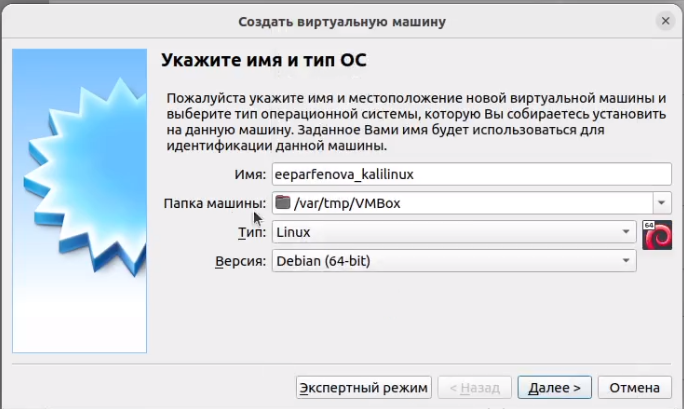 Создать виртуальную машину
Укажите имя и тип ОС
Пожалуйста укажите имя и местоположение новой виртуальной машины и
выберите тип операционной системы, которую Вы собираетесь установить
на данную машину. Заданное Вами имя будет использоваться для
идентификации данной машины.
Имя: eeparfenova_kalilinux
Папка машины: /var/tmp/VMBox
Тип: Linux
64
Версия: Debian (64-bit)
Экспертный режим < Назад Далее > Отмена